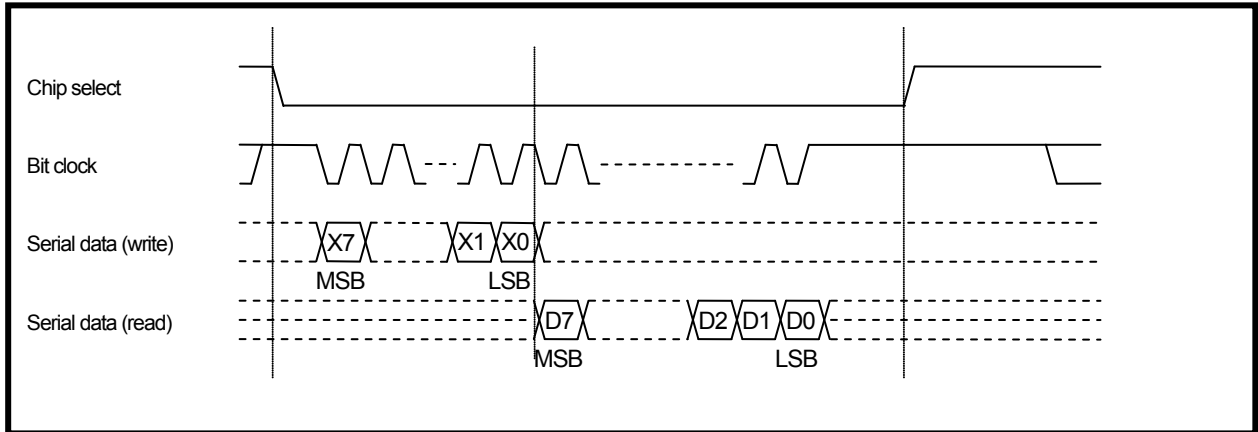 Chip select
Bit clock
Serial data (write)
X7 X1 X0
MSB LSB
Serial data (read)
D7 D2 D1 D0
MSB LSB